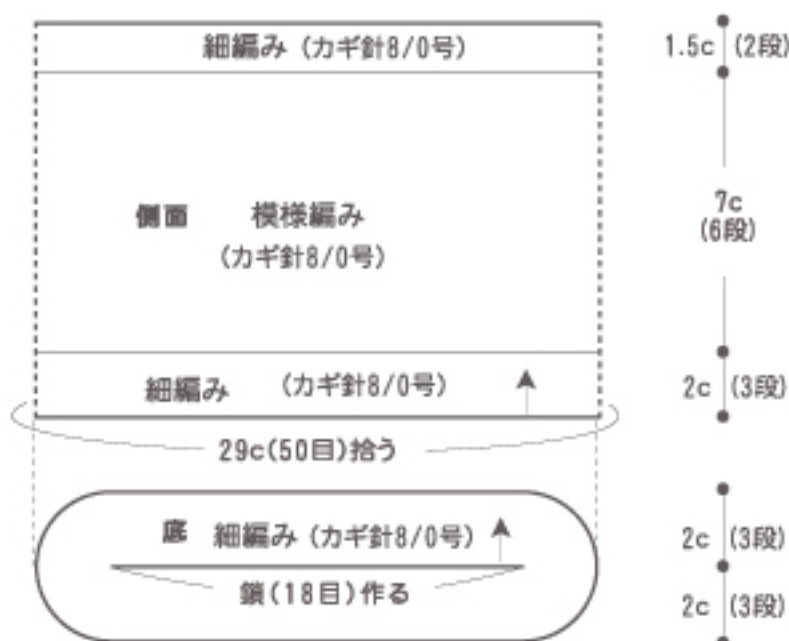 細編み (カギ針8/0号)
1.5c (2段)
側面 模様編み
(カギ針8/0号)
7c
(6段)
細編み (カギ針8/0号)
2c (3段)
29c(50目)拾う
底 細編み (カギ針8/0号)
2c (3段)
鎖(18目)作る
2c (3段)